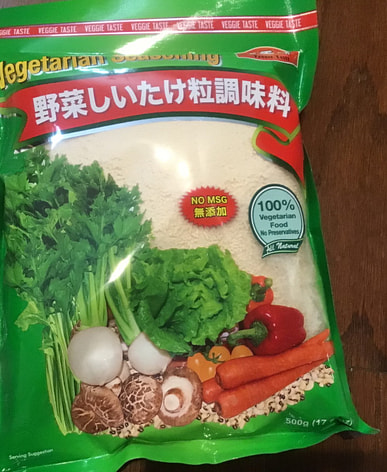 VEGGIE TASTE VEGGIE TASTE VEGGIE TASTE VEGGIE TASTE VEGGIE TASTE
Vegetarian Seasoning
野菜しいたけ粒調味料
NO MSG
無添加
100%
Vegetarian
Food
No Preservatives
All Natural
500g (17
Serving Suggestion